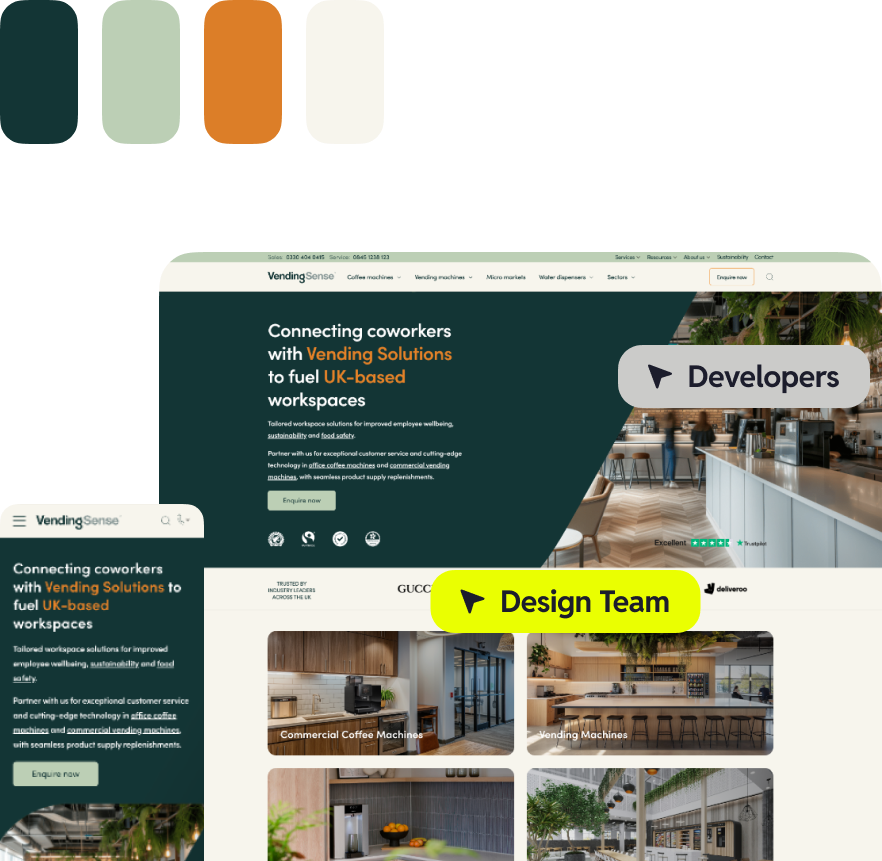 Sales 0330 404 0415 Service 0845 1238 123
Services Resources About us Sustainability Contact
VendingSense Coffee machines Vending machines Micro markets Water dispensers Sectors Enquire now
Connecting coworkers
with Vending Solutions
to fuel UK-based
workspaces
Tailored workspace solutions for improved employee wellbeing,
sustainability and food safety.
Partner with us for exceptional customer service and cutting-edge
technology in office coffee machines and commercial vending
machines, with seamless product supply replenishments.
Enquire now
Developers
Excellent Trustpilot
TRUSTED BY
INDUSTRY LEADERS
ACROSS THE UK
GUCC
deliveroo
Design Team
Commercial Coffee Machines
Vending Machines
VendingSense
Connecting coworkers
with Vending Solutions to
fuel UK-based
workspaces
Tailored workspace solutions for improved
employee wellbeing, sustainability and food
safety.
Partner with us for exceptional customer service
and cutting-edge technology in office coffee
machines and commercial vending machines,
with seamless product supply replenishments.
Enquire now